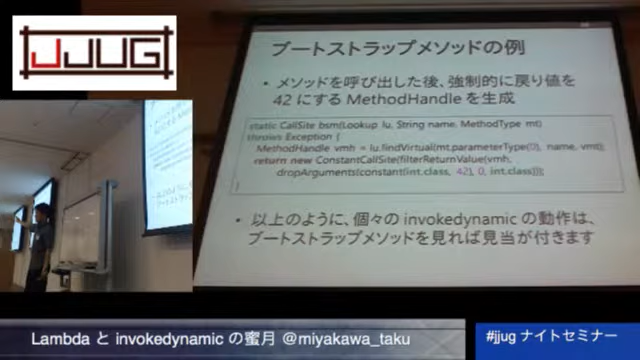 JJUG
ブートストラップメソッドの例
• メソッドを呼び出した後、強制的に戻り値を
42 にする MethodHandle を生成
static CallSite bsm(Lookup lu, String name, MethodType mt)
throws Exception {
MethodHandle vmh = lu.findVirtual(mt.parameterType(0), name, vmt);
return new ConstantCallSite(filterReturnValue(vmh,
dropArguments(constant(int.class, 42), 0, int.class)));
}
• 以上のように、個々の invokedynamic の動作は、
ブートストラップメソッドを見れば見当が付きます
Lambda と invokedynamic の蜜月 @miyakawa_taku
#jjug ナイトセミナー